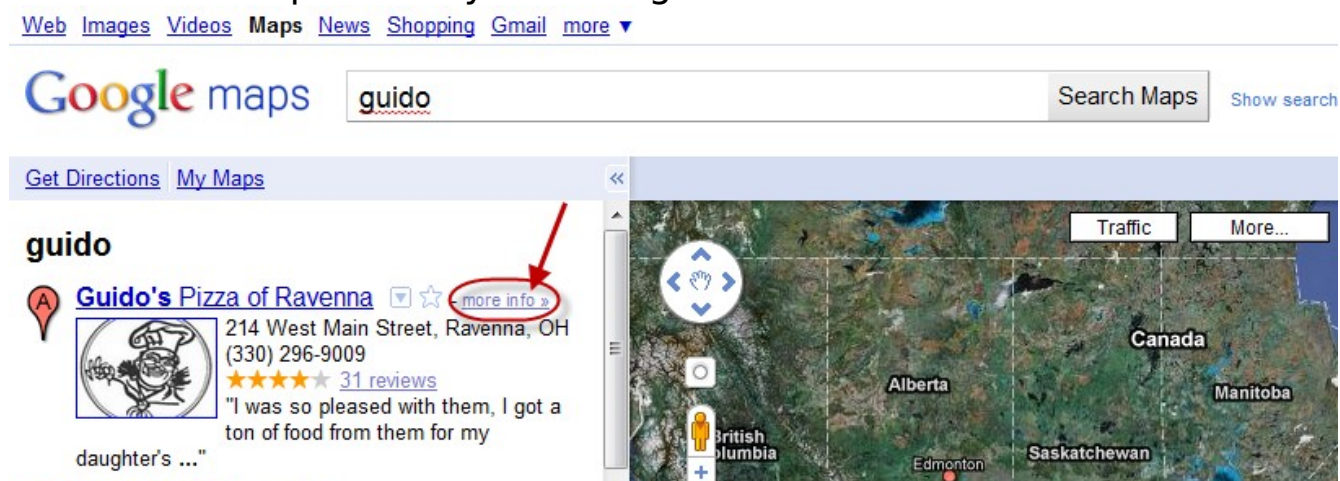 Web Images Videos Maps News Shopping Gmail more ▼
Google maps guido Search Maps Show search
Get Directions My Maps «
Traffic More...
guido
A Guido's Pizza of Ravenna - more info »
214 West Main Street, Ravenna, OH
(330) 296-9009
31 reviews
"I was so pleased with them, I got a
ton of food from them for my
daughter's ..."
Canada
Alberta
Manitoba
British
Saskatchewan
Edmonton